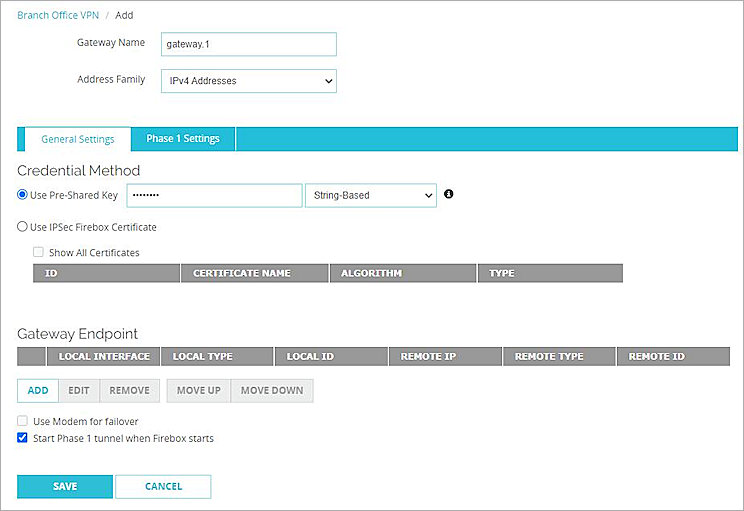 Branch Office VPN / Add
Gateway Name gateway.1
Address Family IPv4 Addresses
General Settings Phase 1 Settings
Credential Method
Use Pre-Shared Key •••••••• String-Based
Use IPSec Firebox Certificate
Show All Certificates
ID CERTIFICATE NAME ALGORITHM TYPE
Gateway Endpoint
LOCAL INTERFACE LOCAL TYPE LOCAL ID REMOTE IP REMOTE TYPE REMOTE ID
ADD EDIT REMOVE MOVE UP MOVE DOWN
Use Modem for failover
Start Phase 1 tunnel when Firebox starts
SAVE CANCEL